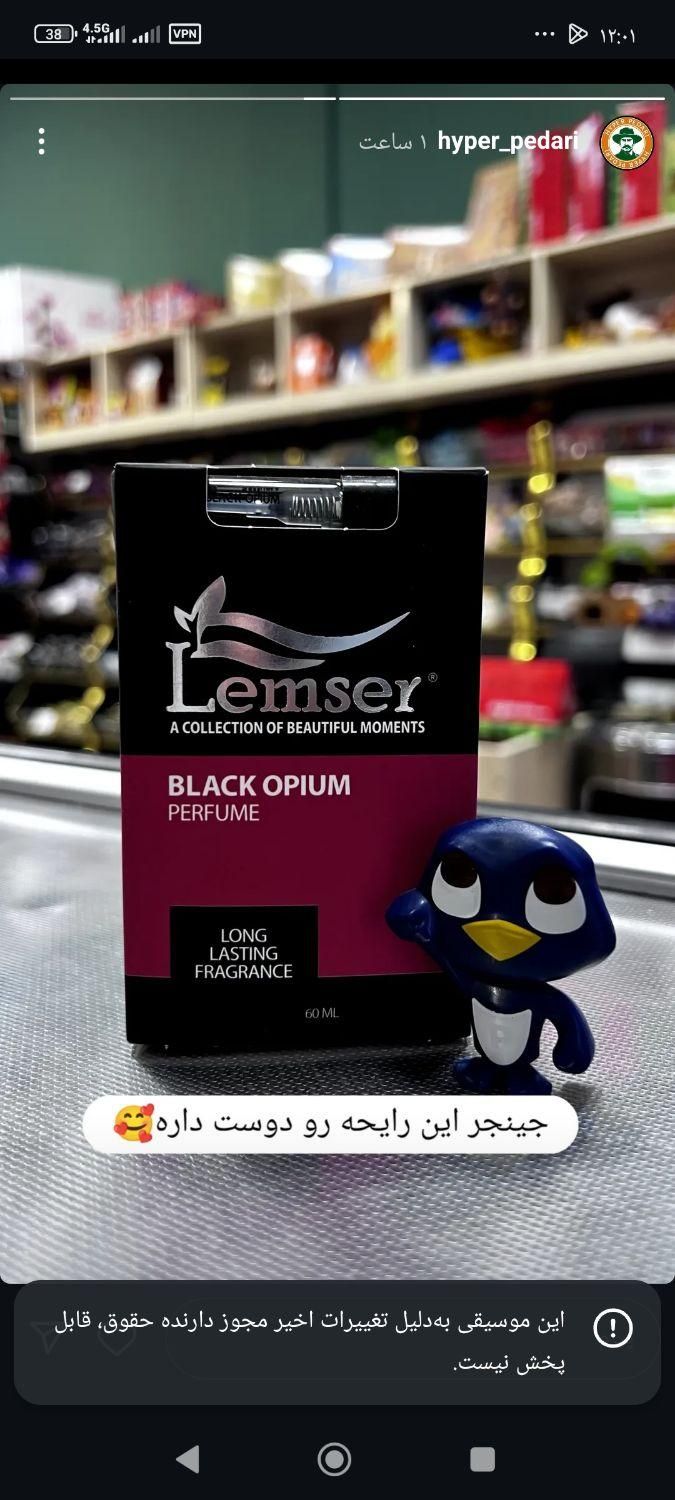 38
4.5G
VPN
۱۲:۰۱
hyper_pedari ۱ ساعت
HYPER PEDARI
BLACK OPIUM
Lemser®
A COLLECTION OF BEAUTIFUL MOMENTS
BLACK OPIUM
PERFUME
LONG
LASTING
FRAGRANCE
60 ML
جینجر این رایحه رو دوست داره🥰
این موسیقی به‌دلیل تغییرات اخیر مجوز دارنده حقوق، قابل
پخش نیست.